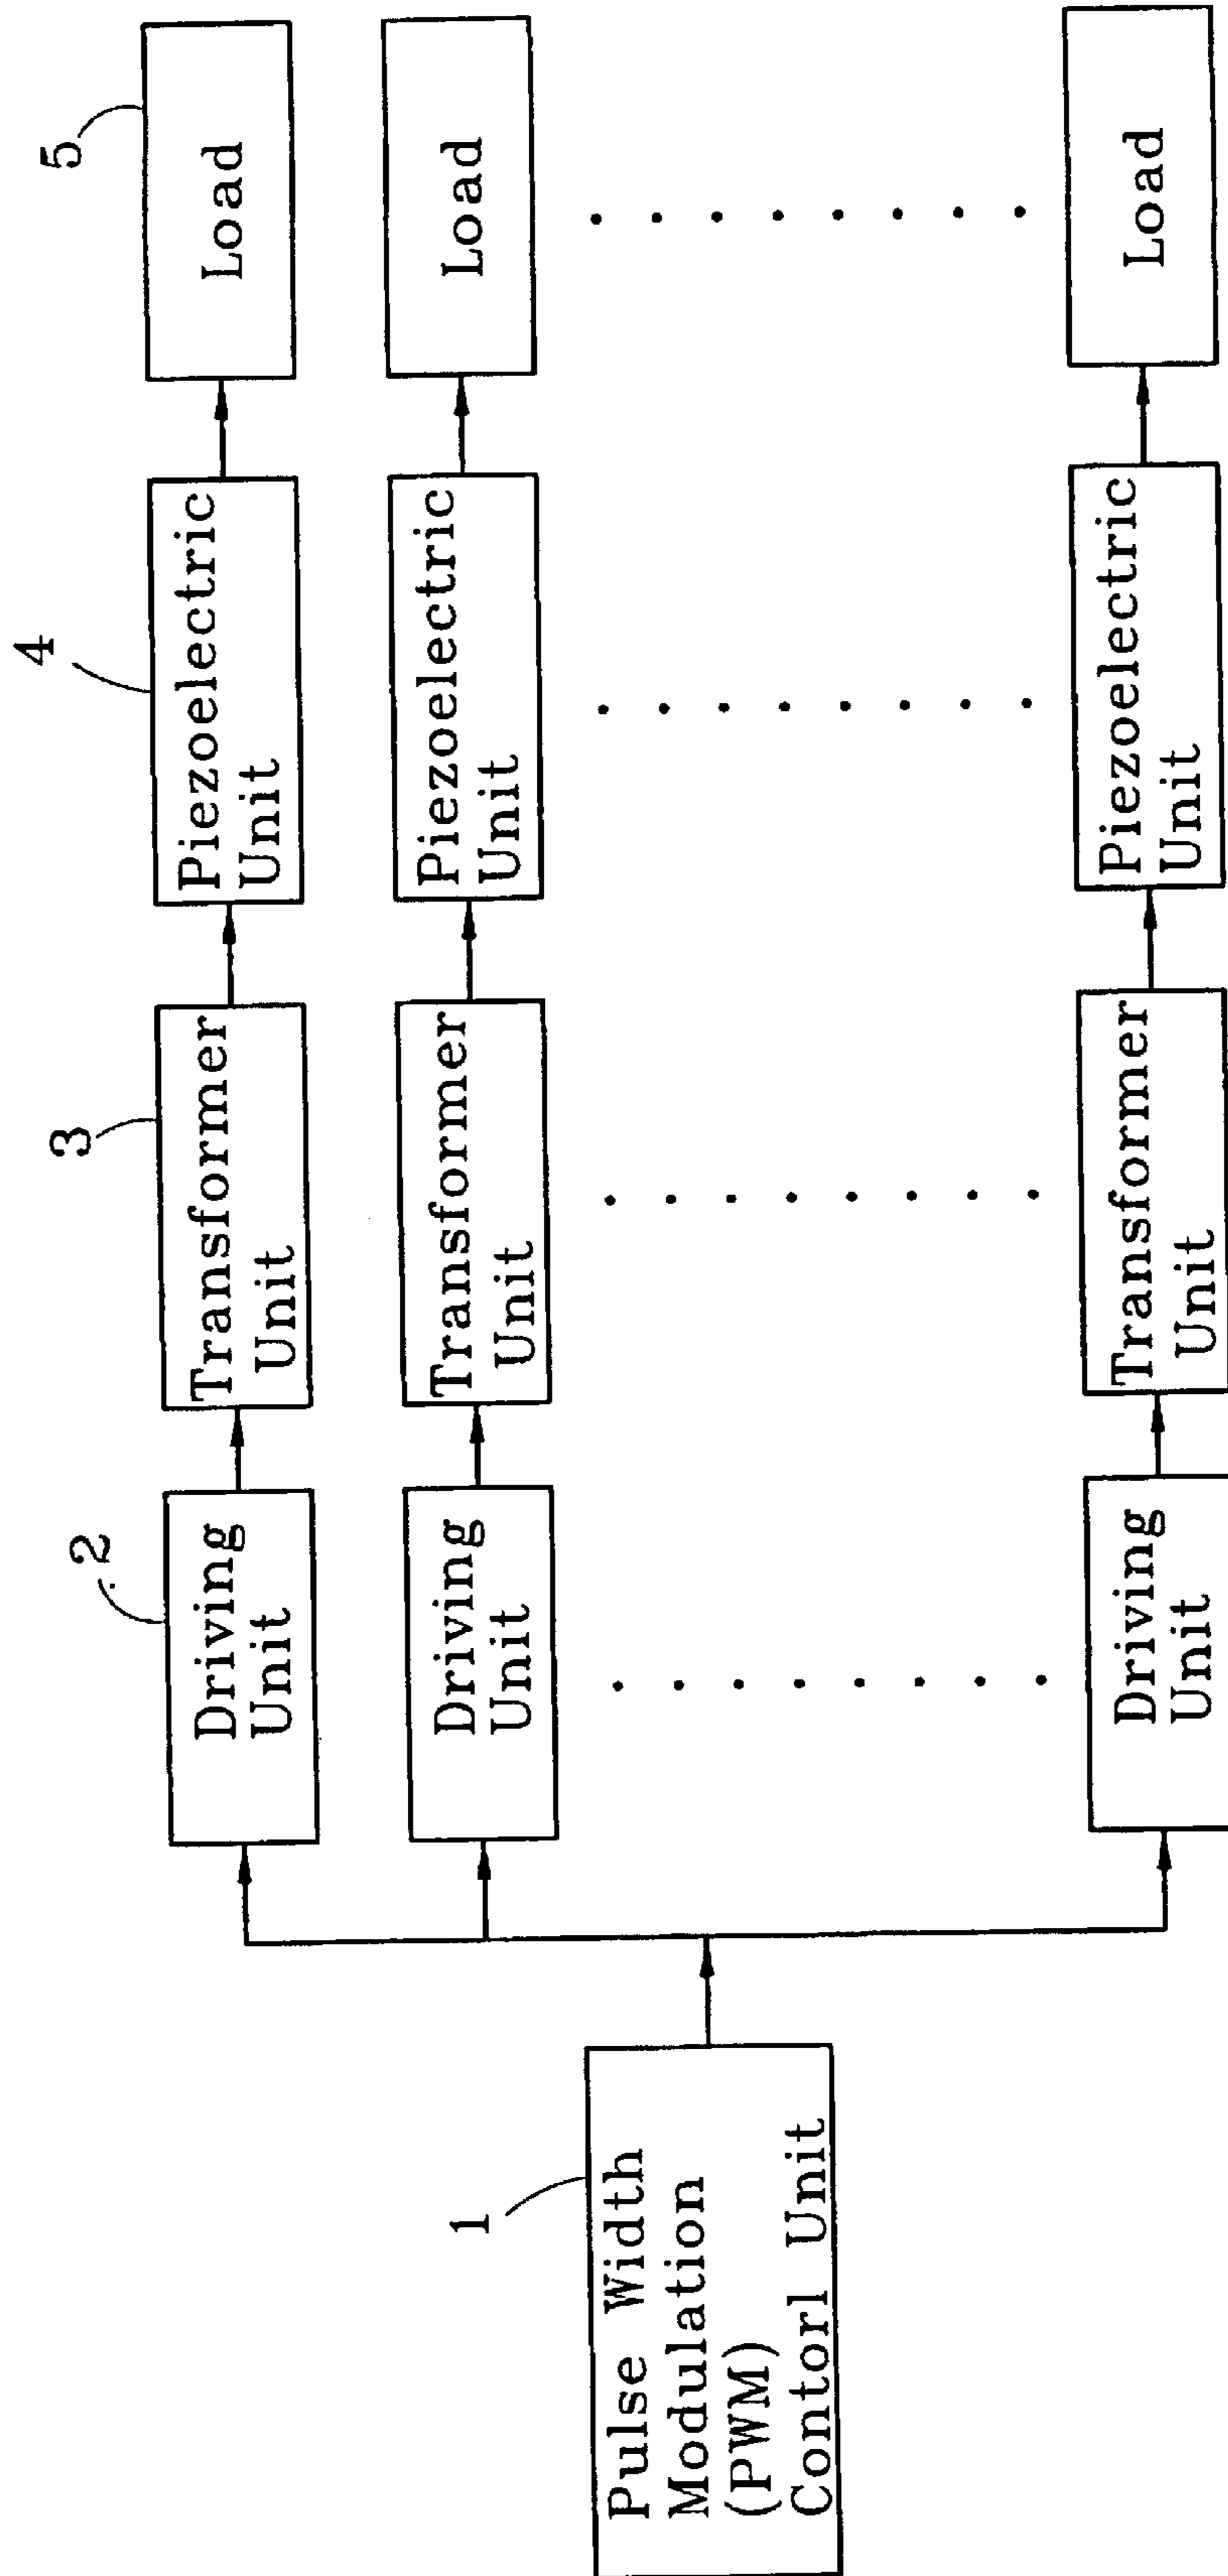 1
Pulse Width
Modulation
(PWM)
Contorl Unit
2
Driving
Unit
3
Transformer
Unit
4
Piezoelectric
Unit
5
Load
Driving
Unit
Transformer
Unit
Piezoelectric
Unit
Load
Driving
Unit
Transformer
Unit
Piezoelectric
Unit
Load